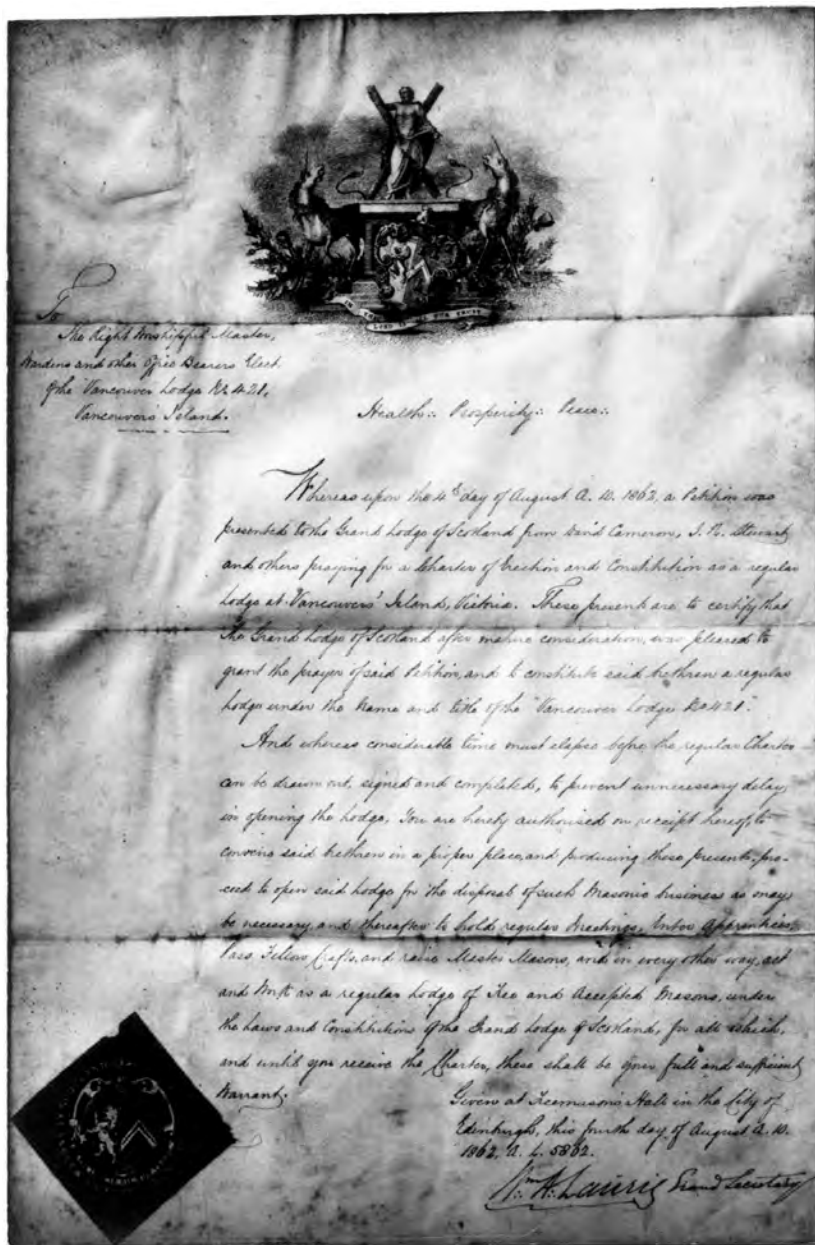 To
The Right Worshipful Master,
Wardens and other Office Bearers Elect
of the Vancouver Lodge No 421,
Vancouver's Island.
Health :. Prosperity :. Peace :.
Whereas upon the 4th day of August A. D. 1862, a Petition was
presented to the Grand Lodge of Scotland from David Cameron, J. R. Stewart
and others praying for a Charter of Erection and Constitution as a regular
Lodge at Vancouvers' Island, Victoria. These present are to certify that
The Grand Lodge of Scotland after mature consideration, was pleased to
grant the prayer of said Petition, and to constitute said brethren a regular
Lodge under the Name and title of the "Vancouver Lodge No 421".
And whereas considerable time must elapse before the regular Charter
can be drawn out, signed and completed, to prevent unnecessary delay
in opening the Lodge, You are hereby authorised on receipt hereof, to
convene said brethren in a proper place, and producing these presents, pro-
ceed to open said Lodge for the disposal of such Masonic business as may
be necessary and thereafter to hold regular Meetings, Enter Apprentices,
Pass Fellow Crafts, and raise Master Masons, and in every other way, act
and Work as a regular Lodge of Free and Accepted Masons, under
the Laws and Constitution of the Grand Lodge of Scotland, for all which,
and until you receive the Charter, these shall be your full and sufficient
Warrant.
Given at Freemason's Hall in the City of
Edinburgh, this fourth day of August A. D.
1862, A. L. 5862.
Wm. A. Laurie Grand Secretary